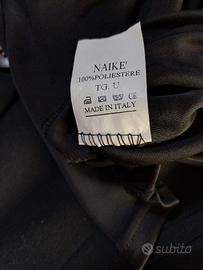 NAIKE'
100%POLIESTERE
TG. U
MADE IN ITALY
subito